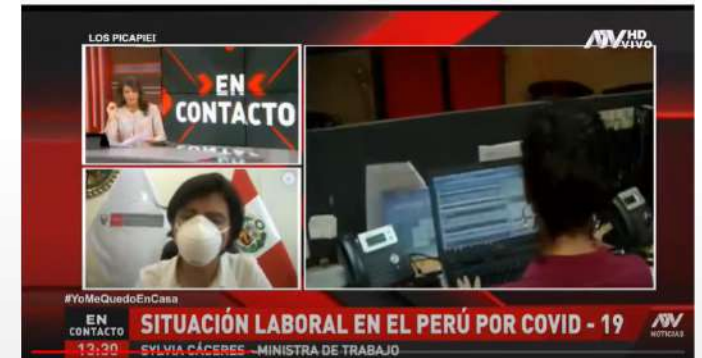 LOS PICAPIE
ATV HD
VIVO
EN
CONTACTO
#YoMeQuedoEnCasa
EN
CONTACTO
SITUACIÓN LABORAL EN EL PERÚ POR COVID - 19
ATV
NOTICIAS
13:30
SYLVIA CÁCERES - MINISTRA DE TRABAJO